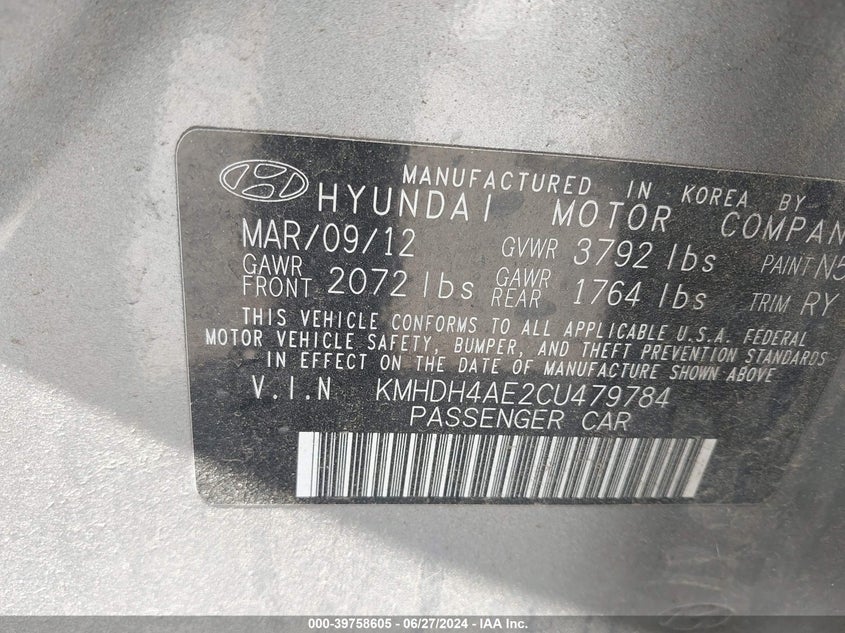 MANUFACTURED IN KOREA BY
HYUNDAI MOTOR COMPAN
MAR/09/12 GVWR 3792 lbs PAINT N5
GAWR FRONT 2072 lbs GAWR REAR 1764 lbs TRIM RY
THIS VEHICLE CONFORMS TO ALL APPLICABLE U.S.A. FEDERAL
MOTOR VEHICLE SAFETY, BUMPER, AND THEFT PREVENTION STANDARDS
IN EFFECT ON THE DATE OF MANUFACTURE SHOWN ABOVE
V.I.N KMHDH4AE2CU479784
PASSENGER CAR
000-39758605 - 06/27/2024 - IAA Inc.